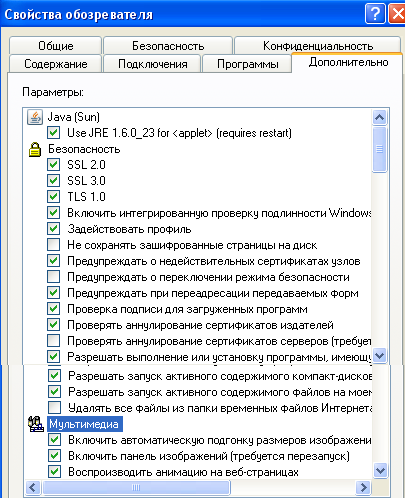 Свойства обозревателя
Общие Безопасность Конфиденциальность
Содержание Подключения Программы Дополнительно
Параметры:
Java (Sun)
Use JRE 1.6.0_23 for <applet> (requires restart)
Безопасность
SSL 2.0
SSL 3.0
TLS 1.0
Включить интегрированную проверку подлинности Windows
Задействовать профиль
Не сохранять зашифрованные страницы на диск
Предупреждать о недействительных сертификатах узлов
Предупреждать о переключении режима безопасности
Предупреждать при переадресации передаваемых форм
Проверка подписи для загруженных программ
Проверять аннулирование сертификатов издателей
Проверять аннулирование сертификатов серверов (требует
Разрешать выполнение или установку программы, имеющу
Разрешать запуск активного содержимого компакт-дисков
Разрешать запуск активного содержимого файлов на моем
Удалять все файлы из папки временных файлов Интернета
Мультимедиа
Включить автоматическую подгонку размеров изображени
Включить панель изображений (требуется перезапуск)
Воспроизводить анимацию на веб-страницах